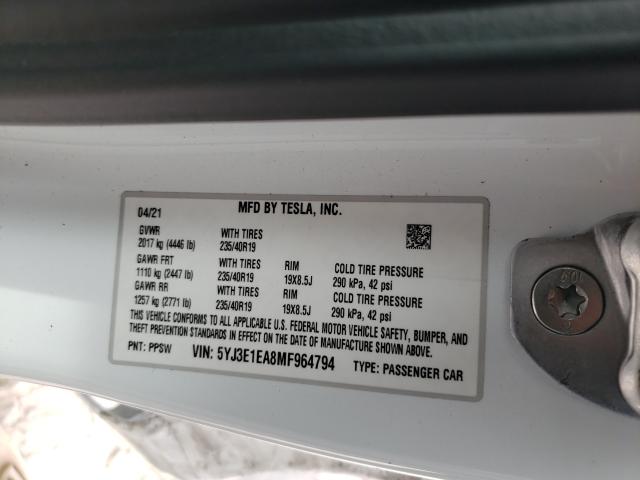 04/21 MFD BY TESLA, INC.
GVWR WITH TIRES
2017 kg (4446 lb) 235/40R19
GAWR FRT WITH TIRES RIM COLD TIRE PRESSURE
1110 kg (2447 lb) 235/40R19 19X8.5J 290 kPa, 42 psi
GAWR RR WITH TIRES RIM COLD TIRE PRESSURE
1257 kg (2771 lb) 235/40R19 19X8.5J 290 kPa, 42 psi
THIS VEHICLE CONFORMS TO ALL APPLICABLE U.S. FEDERAL MOTOR VEHICLE SAFETY, BUMPER, AND
THEFT PREVENTION STANDARDS IN EFFECT ON THE DATE OF MANUFACTURE SHOWN ABOVE.
PNT: PPSW VIN: 5YJ3E1EA8MF964794 TYPE: PASSENGER CAR